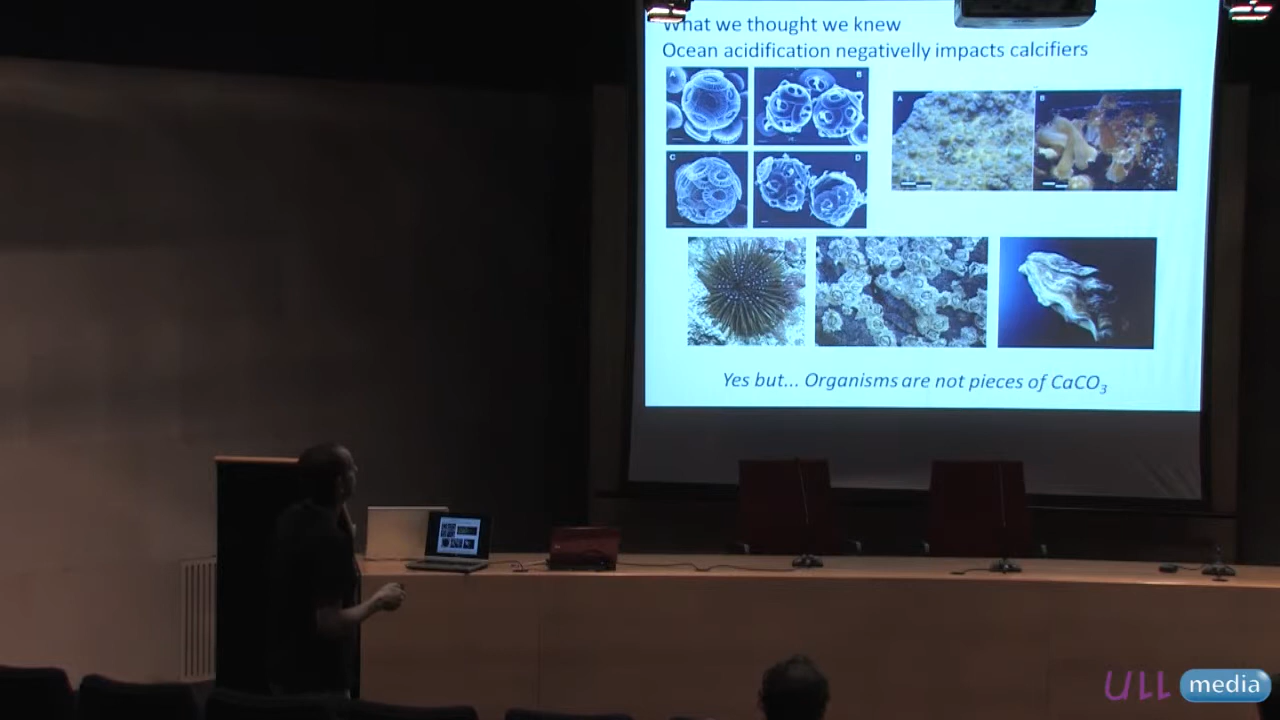 What we thought we knew
Ocean acidification negativelly impacts calcifiers
A
B
C
D
A
B
Yes but... Organisms are not pieces of CaCO₃
ULL media